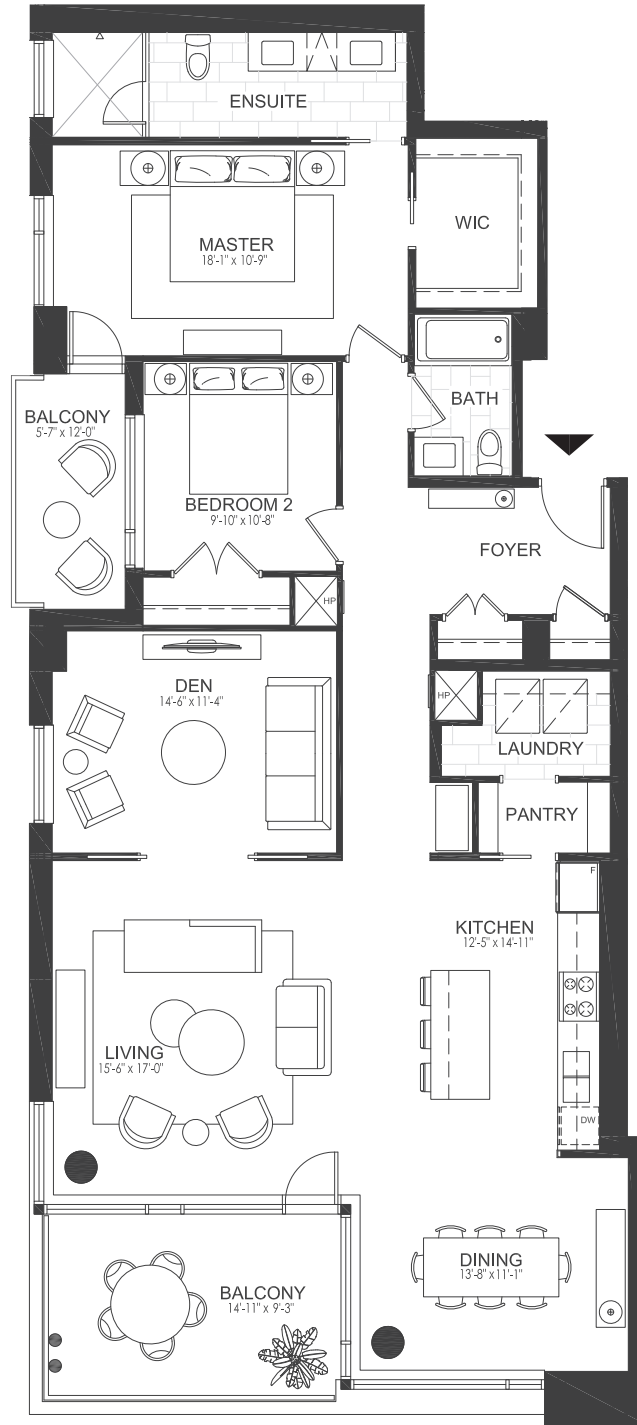 ENSUITE
MASTER
18'-1" x 10'-9"
WIC
BATH
BALCONY
5'-7" x 12'-0"
BEDROOM 2
9'-10" x 10'-8"
FOYER
HP
DEN
14'-6" x 11'-4"
HP
LAUNDRY
PANTRY
F
KITCHEN
12'-5" x 14'-11"
LIVING
15'-6" x 17'-0"
DW
DINING
13'-8" x 11'-1"
BALCONY
14'-11" x 9'-3"